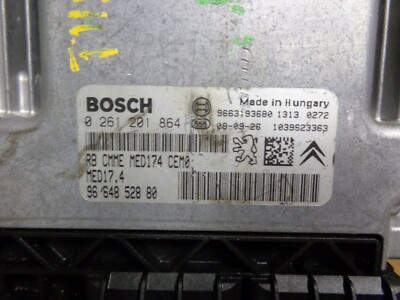 BOSCH
Made in Hungary
9663193680 1313 0272
0 261 201 864
08-09-26 1039S23363
RB CMME MED174 CEM0
MED17.4
96 648 528 80